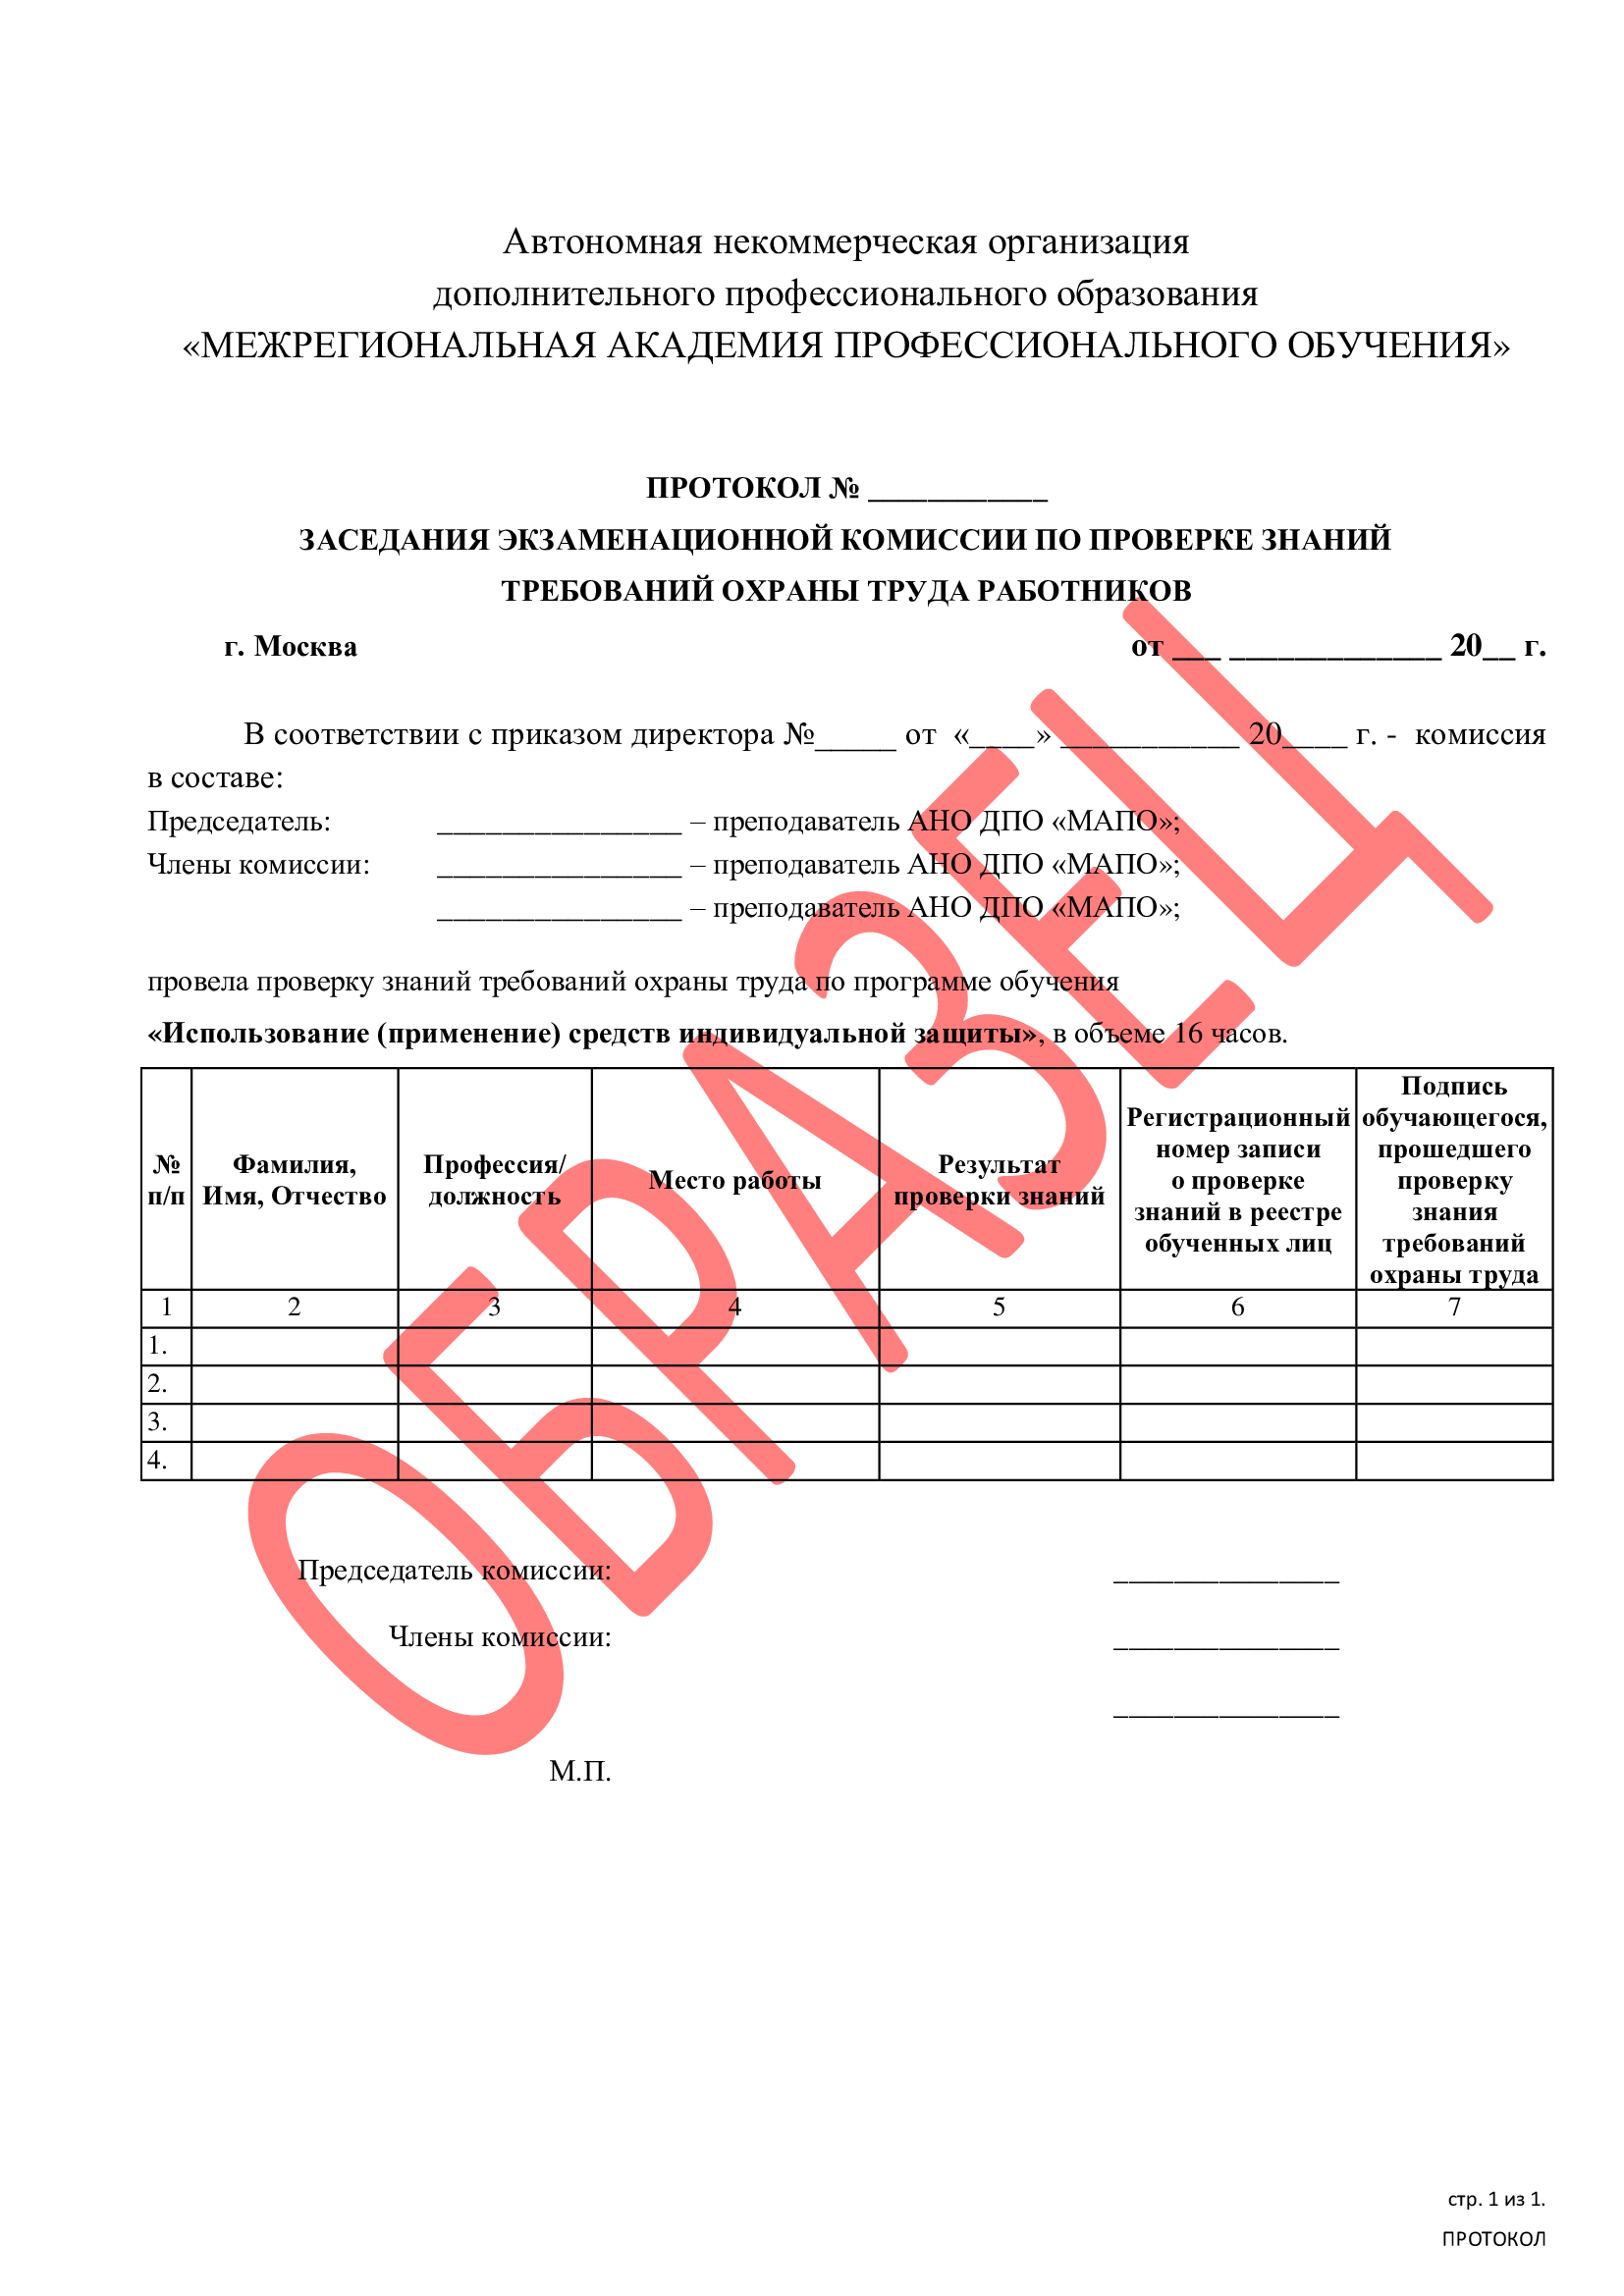 Автономная некоммерческая организация
дополнительного профессионального образования
«МЕЖРЕГИОНАЛЬНАЯ АКАДЕМИЯ ПРОФЕССИОНАЛЬНОГО ОБУЧЕНИЯ»
ПРОТОКОЛ № ____________
ЗАСЕДАНИЯ ЭКЗАМЕНАЦИОННОЙ КОМИССИИ ПО ПРОВЕРКЕ ЗНАНИЙ
ТРЕБОВАНИЙ ОХРАНЫ ТРУДА РАБОТНИКОВ
г. Москва от ___ _____________ 20__ г.
В соответствии с приказом директора №_____ от «____» ___________ 20____ г. - комиссия
в составе:
Председатель: _______________ – преподаватель АНО ДПО «МАПО»;
Члены комиссии: _______________ – преподаватель АНО ДПО «МАПО»;
_______________ – преподаватель АНО ДПО «МАПО»;
провела проверку знаний требований охраны труда по программе обучения
«Использование (применение) средств индивидуальной защиты», в объеме 16 часов.
№
п/п
Фамилия,
Имя, Отчество
Профессия/
должность
Место работы
Результат
проверки знаний
Регистрационный
номер записи
о проверке
знаний в реестре
обученных лиц
Подпись
обучающегося,
прошедшего
проверку
знания
требований
охраны труда
1 2 3 4 5 6 7
1.
2.
3.
4.
Председатель комиссии: _______________
Члены комиссии: _______________
_______________
М.П.
ОБРАЗЕЦ
стр. 1 из 1.
ПРОТОКОЛ